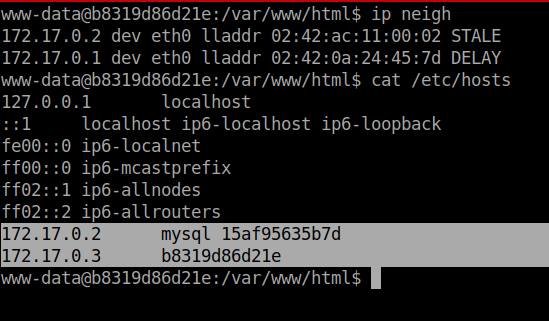 www-data@b8319d86d21e:/var/www/html$ ip neigh
172.17.0.2 dev eth0 lladdr 02:42:ac:11:00:02 STALE
172.17.0.1 dev eth0 lladdr 02:42:0a:24:45:7d DELAY
www-data@b8319d86d21e:/var/www/html$ cat /etc/hosts
127.0.0.1       localhost
::1     localhost ip6-localhost ip6-loopback
fe00::0 ip6-localnet
ff00::0 ip6-mcastprefix
ff02::1 ip6-allnodes
ff02::2 ip6-allrouters
172.17.0.2      mysql 15af95635b7d
172.17.0.3      b8319d86d21e
www-data@b8319d86d21e:/var/www/html$